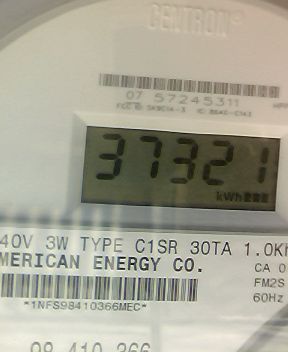 CENTRON®
07 57245311
37321
kWh
40V 3W TYPE C1SR 30TA 1.0Kh
MERICAN ENERGY CO.
CA 0
FM2S
*1NFS98410366MEC*
60Hz
98 410 366